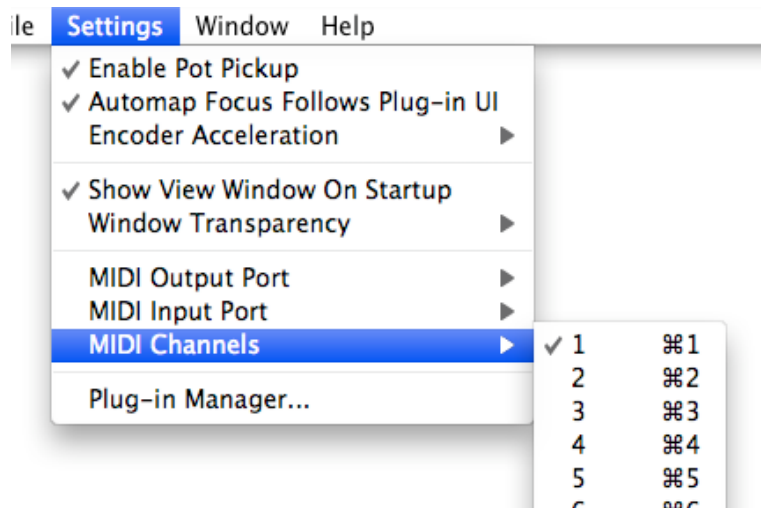 ile Settings Window Help
✓ Enable Pot Pickup
✓ Automap Focus Follows Plug-in UI
Encoder Acceleration ▶
✓ Show View Window On Startup
Window Transparency ▶
MIDI Output Port ▶
MIDI Input Port ▶
MIDI Channels ▶
Plug-in Manager...
✓ 1 ⌘1
2 ⌘2
3 ⌘3
4 ⌘4
5 ⌘5